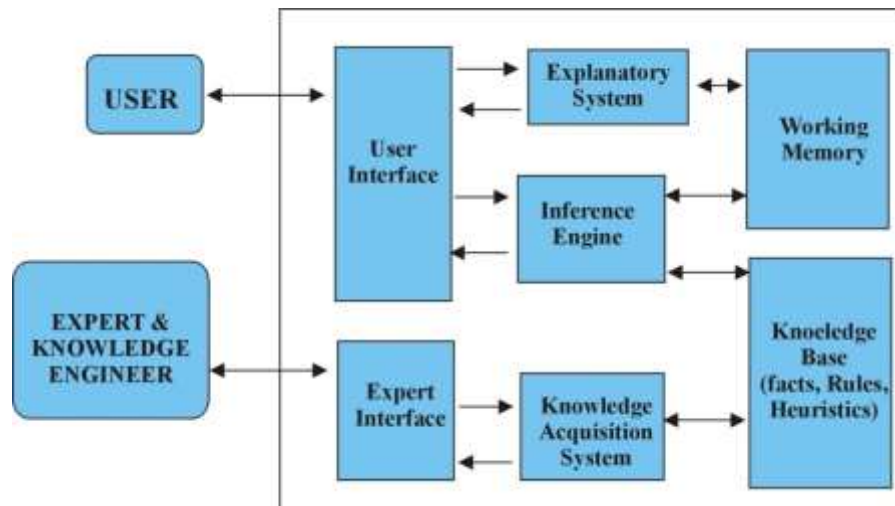 USER
User
Interface
Explanatory
System
Working
Memory
Inference
Engine
EXPERT &
KNOWLEDGE
ENGINEER
Expert
Interface
Knowledge
Acquisition
System
Knoeledge
Base
(facts, Rules,
Heuristics)